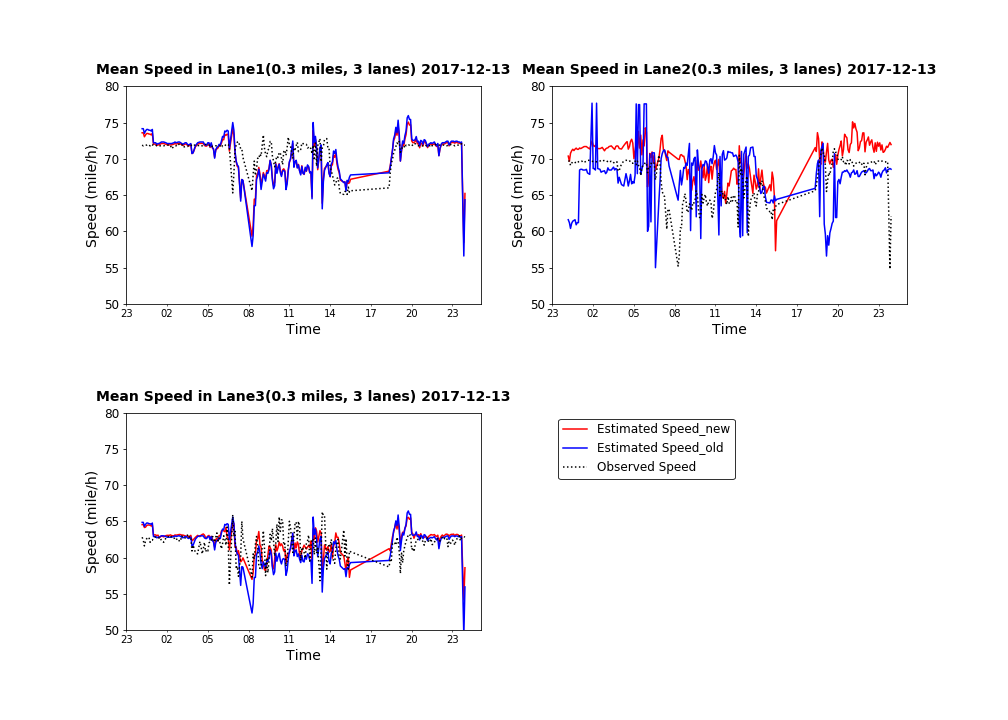 Mean Speed in Lane1(0.3 miles, 3 lanes) 2017-12-13
80
75
70
65
60
55
50
Speed (mile/h)
23 02 05 08 11 14 17 20 23
Time
Mean Speed in Lane2(0.3 miles, 3 lanes) 2017-12-13
80
75
70
65
60
55
50
Speed (mile/h)
23 02 05 08 11 14 17 20 23
Time
Mean Speed in Lane3(0.3 miles, 3 lanes) 2017-12-13
80
75
70
65
60
55
50
Speed (mile/h)
23 02 05 08 11 14 17 20 23
Time
Estimated Speed_new
Estimated Speed_old
Observed Speed